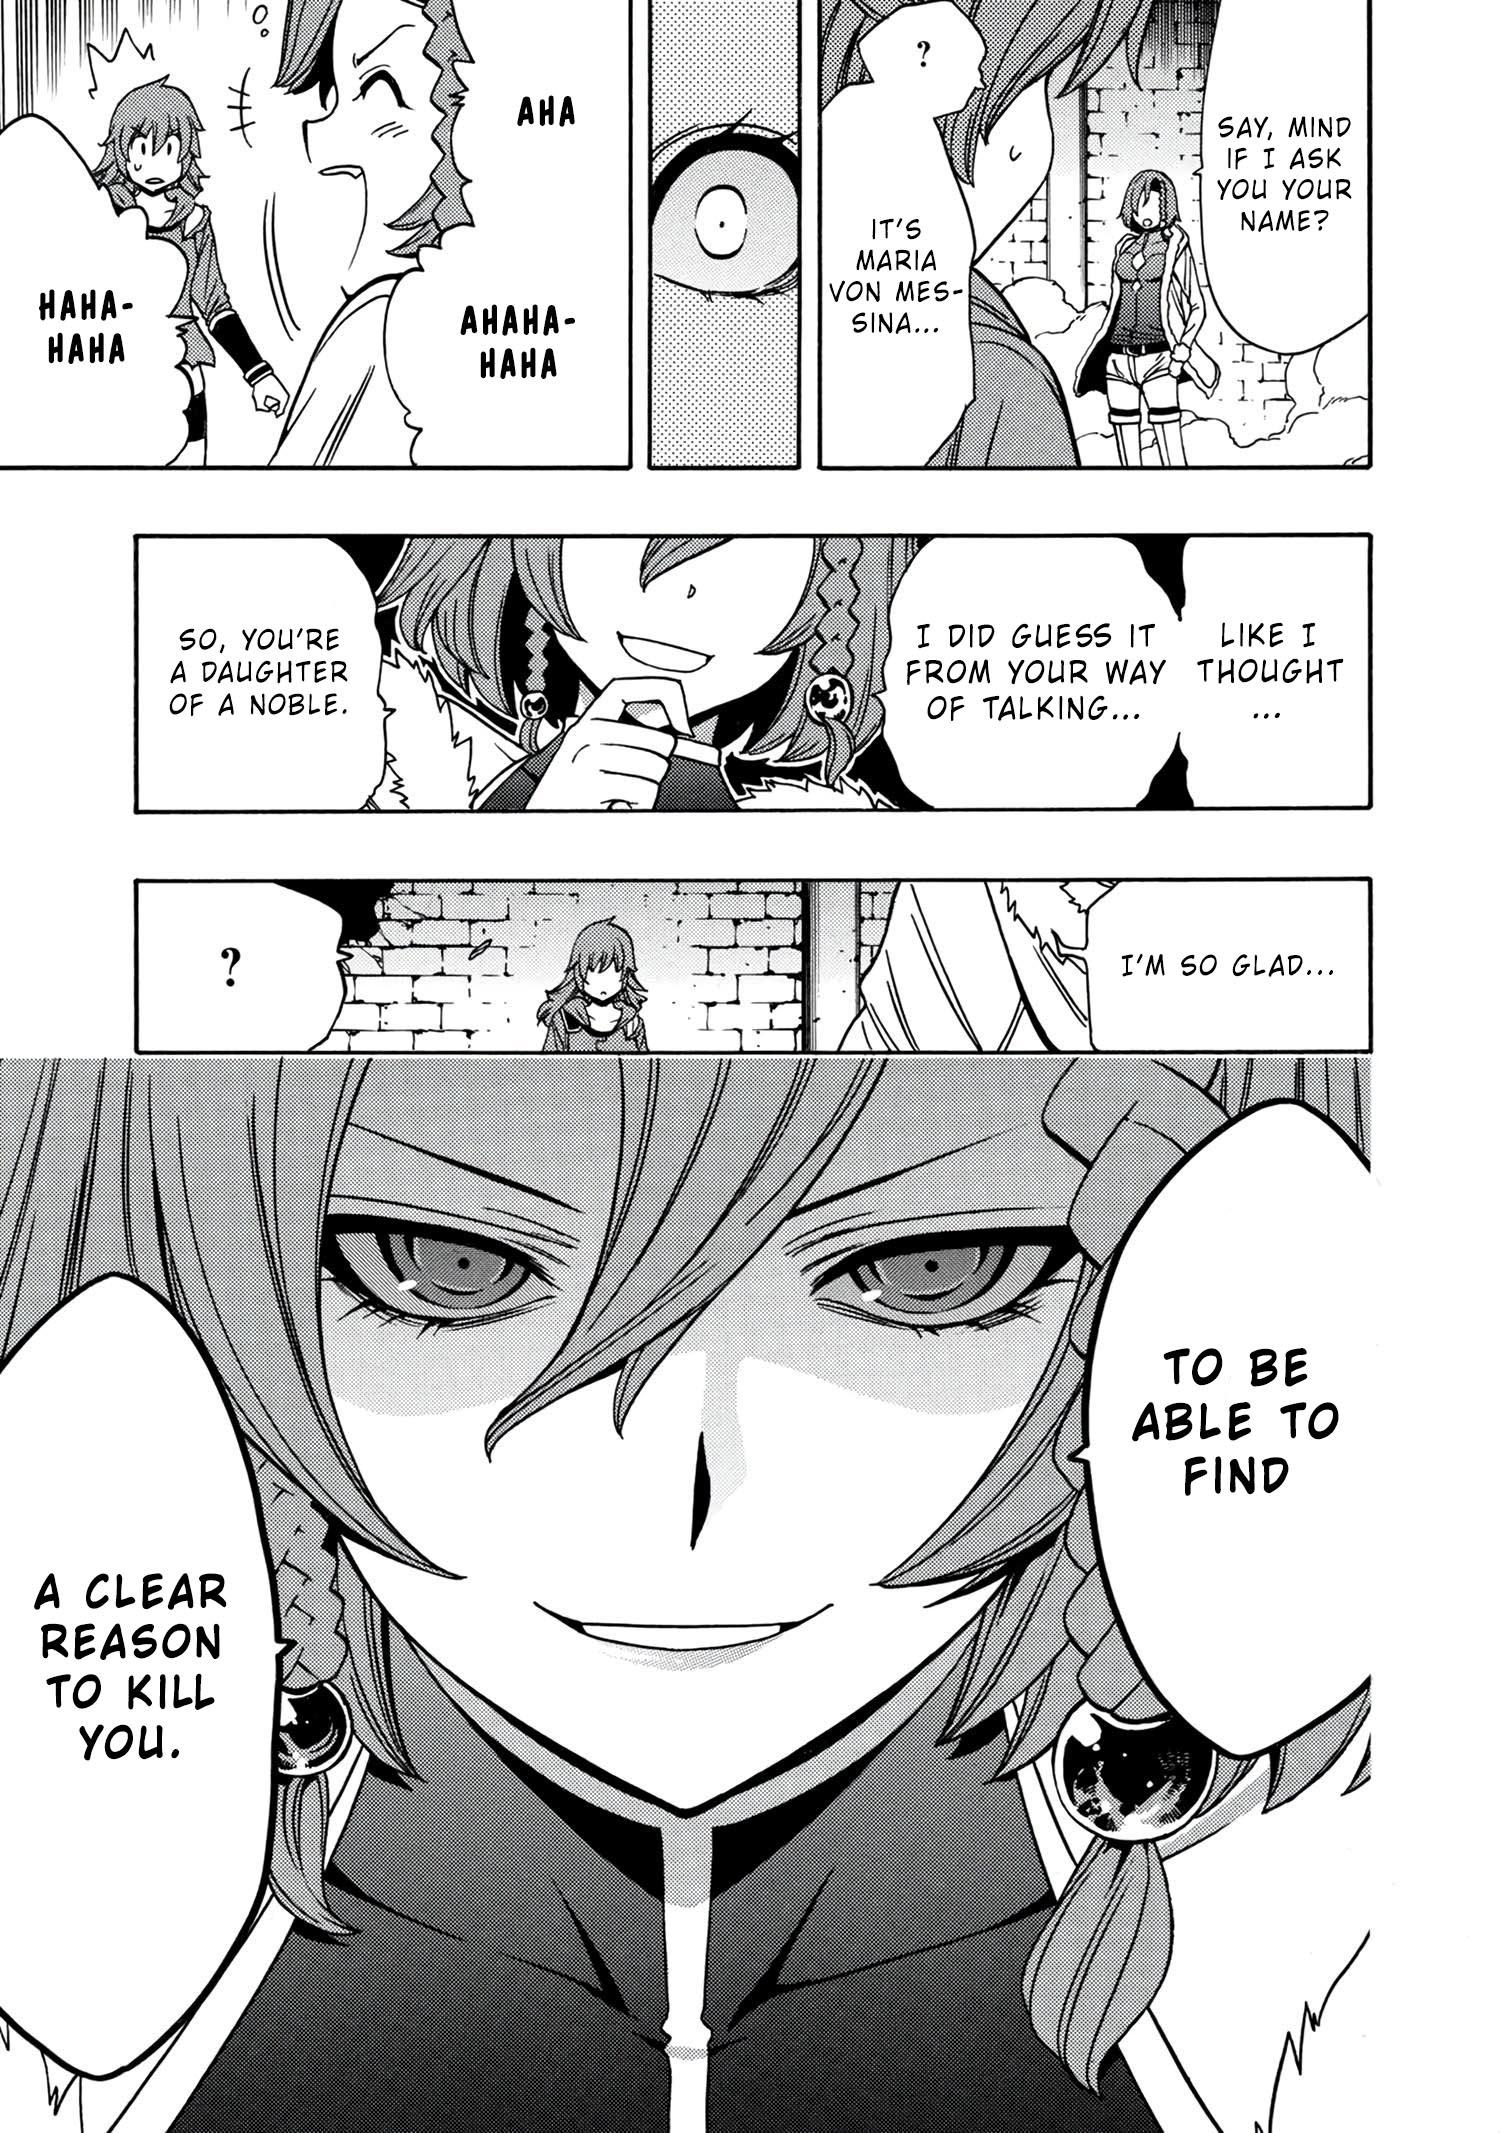 SAY, MIND
IF I ASK
YOU YOUR
NAME?
?
IT'S
MARIA
VON MES-
SINA...
AHA
AHAHA-
HAHA
HAHA-
HAHA
LIKE I
THOUGHT
...
I DID GUESS IT
FROM YOUR WAY
OF TALKING...
SO, YOU'RE
A DAUGHTER
OF A NOBLE.
I'M SO GLAD...
?
TO BE
ABLE TO
FIND
A CLEAR
REASON
TO KILL
YOU.